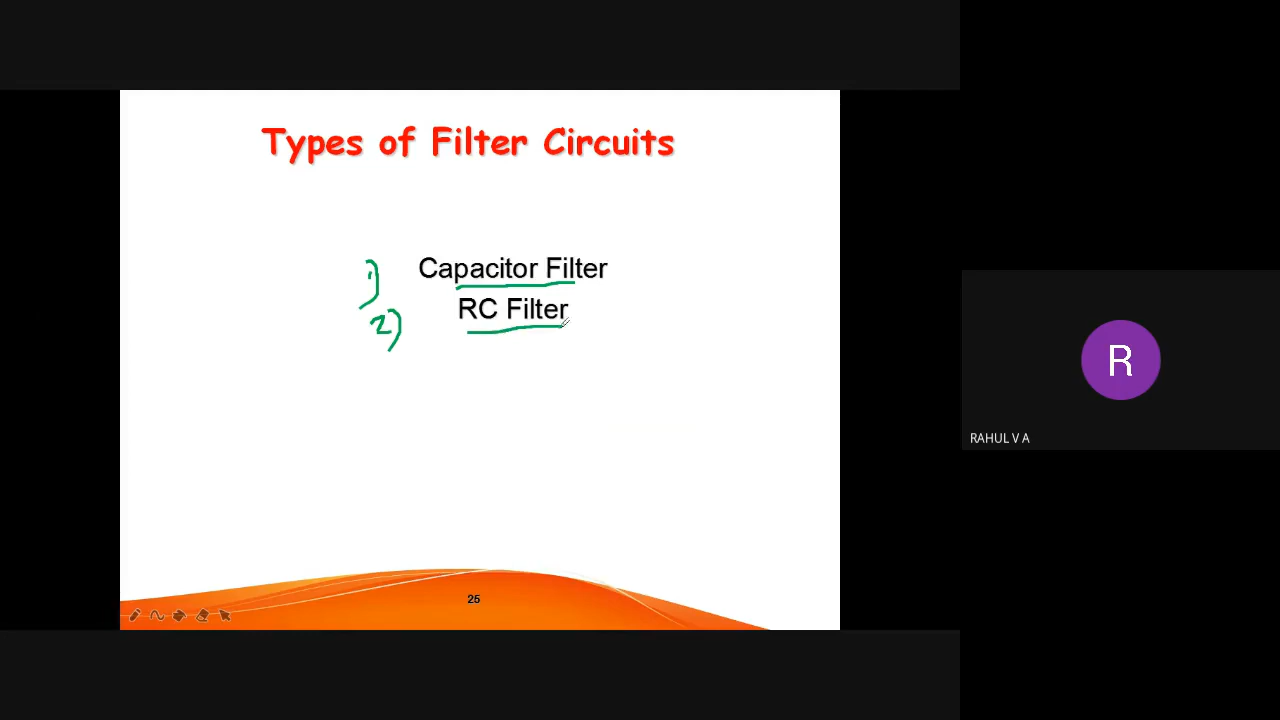 Types of Filter Circuits
1) Capacitor Filter
2) RC Filter
25
R
RAHUL V A